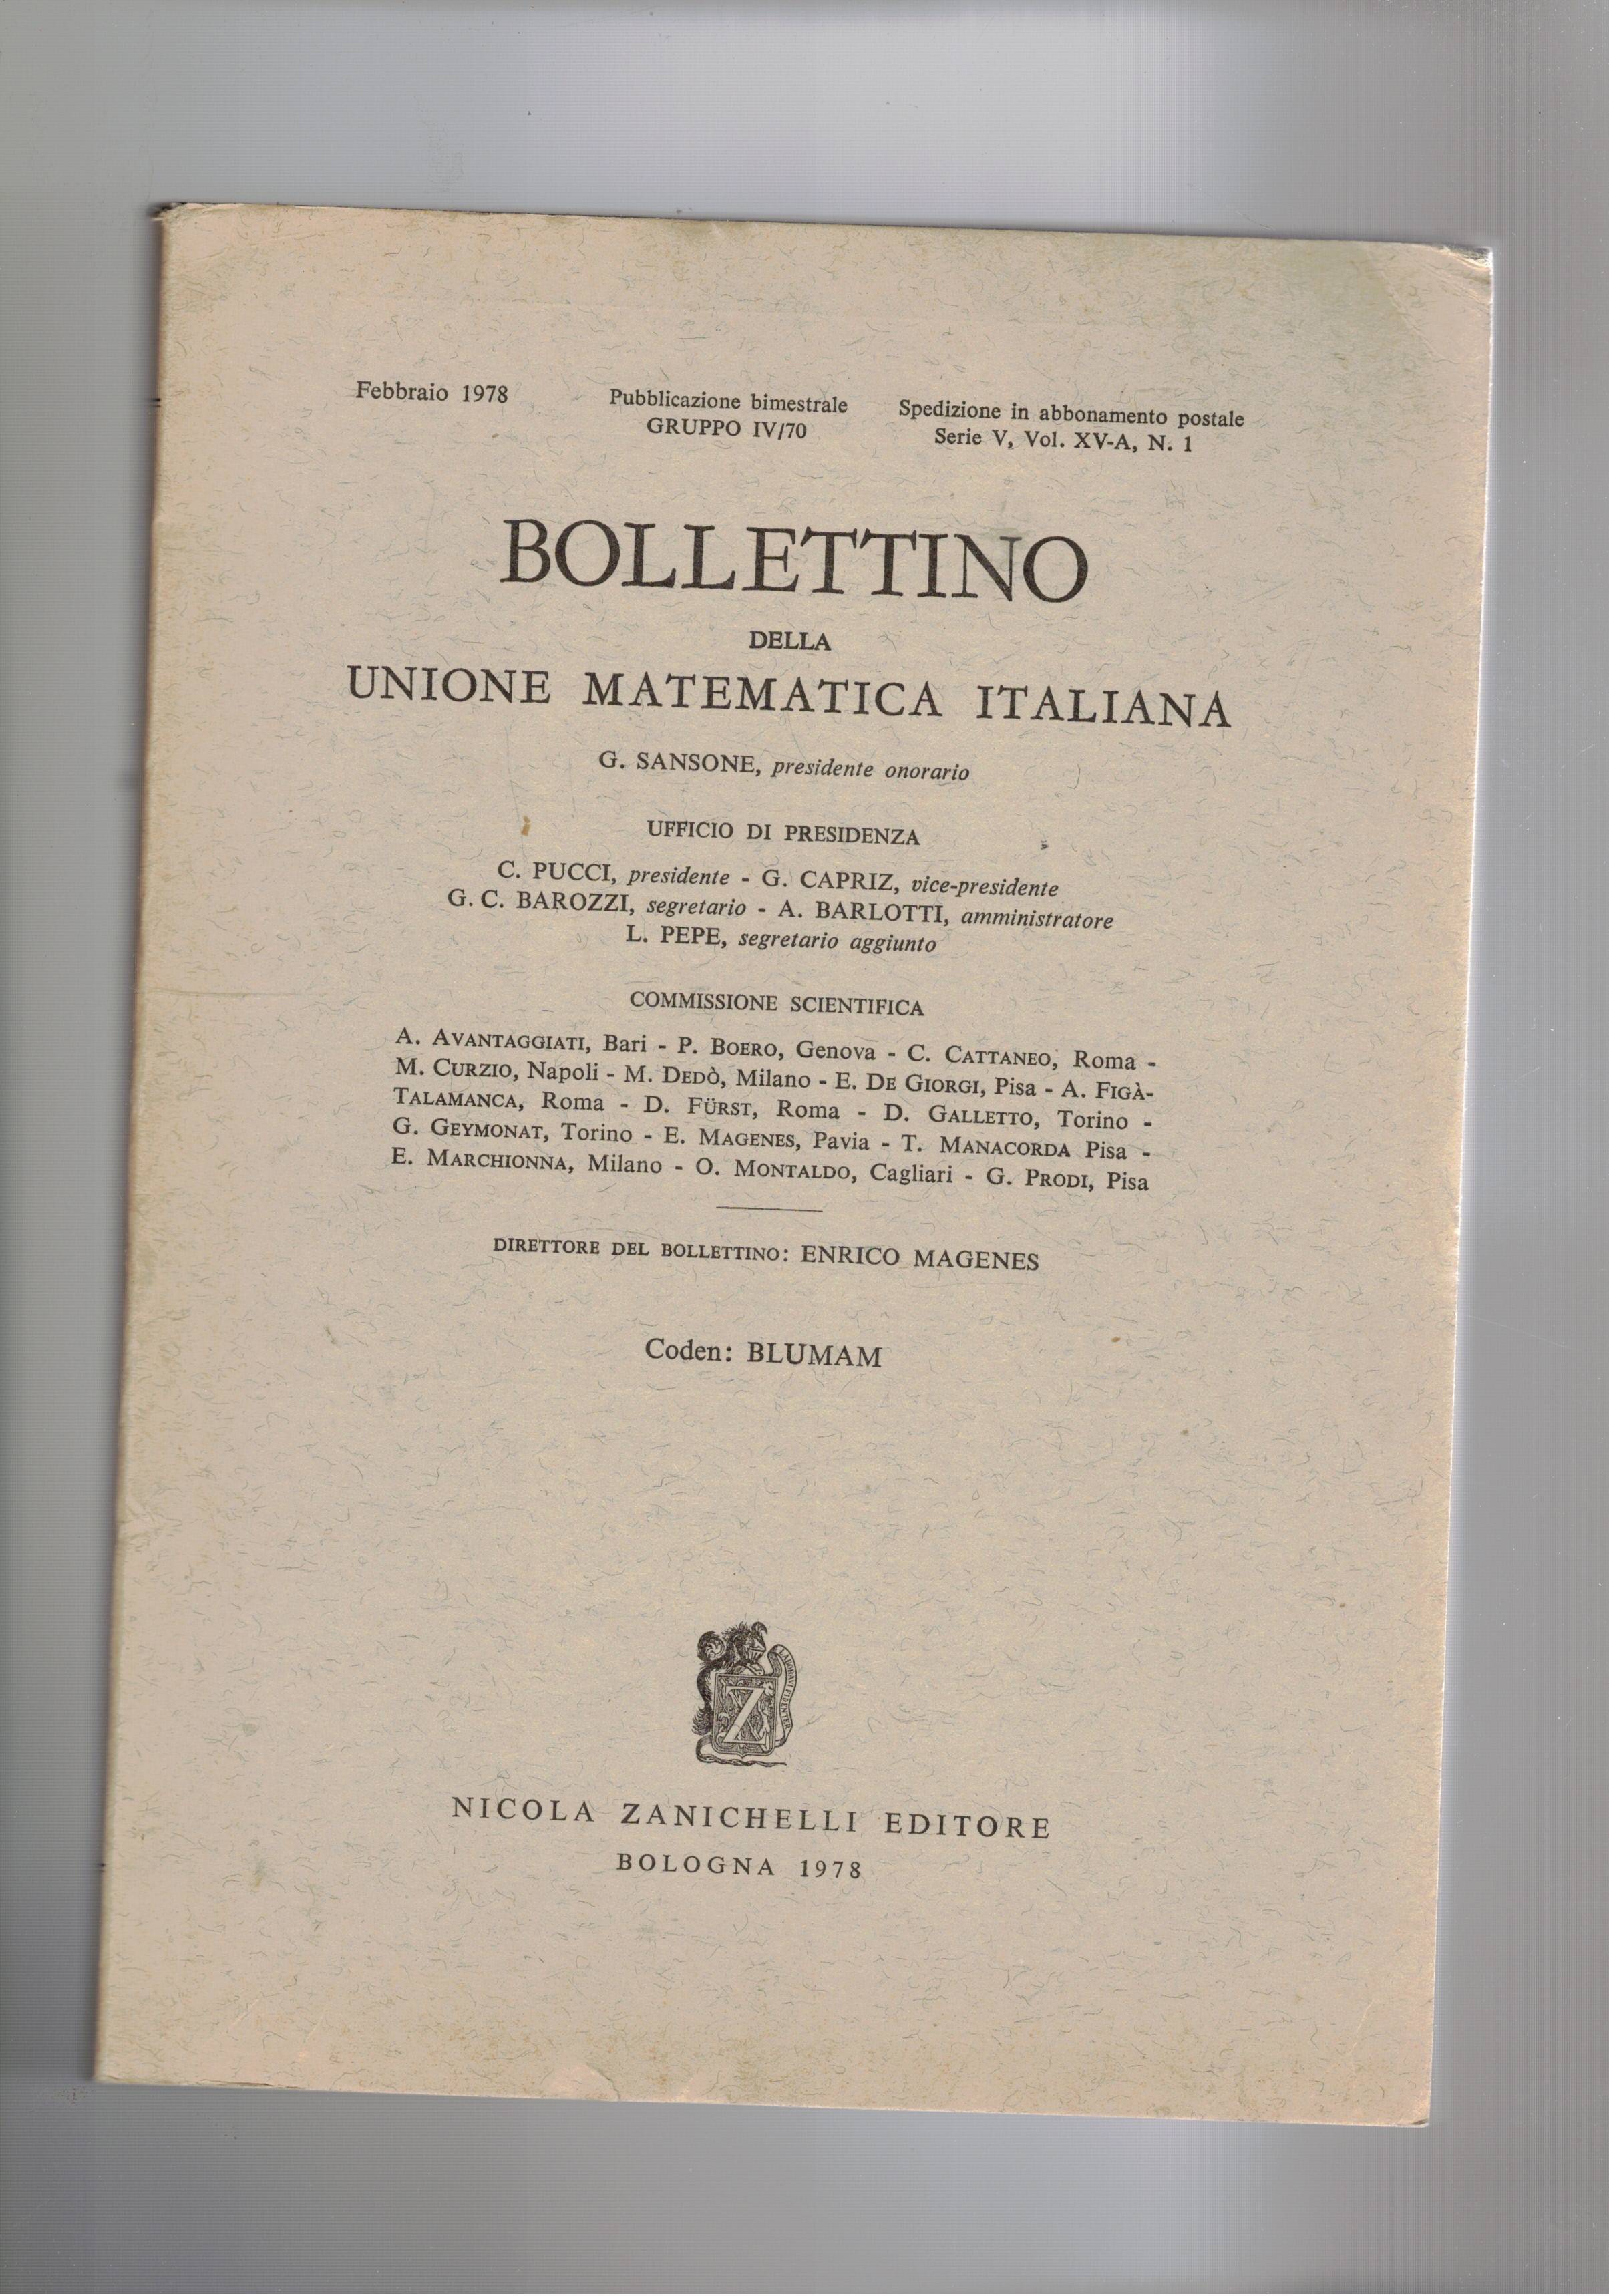 Febbraio 1978
Pubblicazione bimestrale
GRUPPO IV/70
Spedizione in abbonamento postale
Serie V, Vol. XV-A, N. 1
BOLLETTINO
DELLA
UNIONE MATEMATICA ITALIANA
G. SANSONE, presidente onorario
UFFICIO DI PRESIDENZA
C. PUCCI, presidente - G. CAPRIZ, vice-presidente
G. C. BAROZZI, segretario - A. BARLOTTI, amministratore
L. PEPE, segretario aggiunto
COMMISSIONE SCIENTIFICA
A. AVANTAGGIATI, Bari - P. BOERO, Genova - C. CATTANEO, Roma -
M. CURZIO, Napoli - M. DEDÒ, Milano - E. DE GIORGI, Pisa - A. FIGÀ-
TALAMANCA, Roma - D. FÜRST, Roma - D. GALLETTO, Torino -
G. GEYMONAT, Torino - E. MAGENES, Pavia - T. MANACORDA Pisa -
E. MARCHIONNA, Milano - O. MONTALDO, Cagliari - G. PRODI, Pisa
DIRETTORE DEL BOLLETTINO: ENRICO MAGENES
Coden: BLUMAM
Z
NICOLA ZANICHELLI EDITORE
BOLOGNA 1978